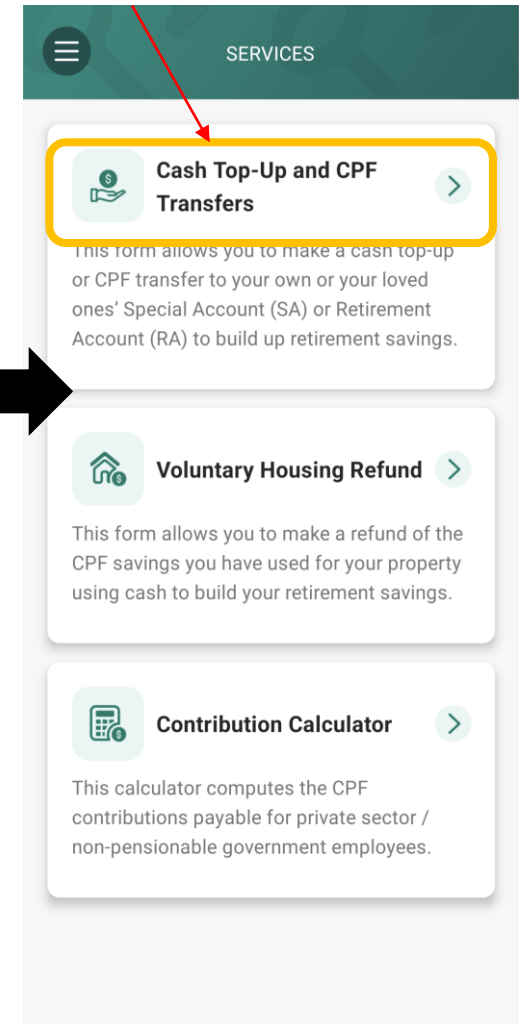 SERVICES
Cash Top-Up and CPF
Transfers
This form allows you to make a cash top-up
or CPF transfer to your own or your loved
ones' Special Account (SA) or Retirement
Account (RA) to build up retirement savings.
Voluntary Housing Refund
This form allows you to make a refund of the
CPF savings you have used for your property
using cash to build your retirement savings.
Contribution Calculator
This calculator computes the CPF
contributions payable for private sector /
non-pensionable government employees.